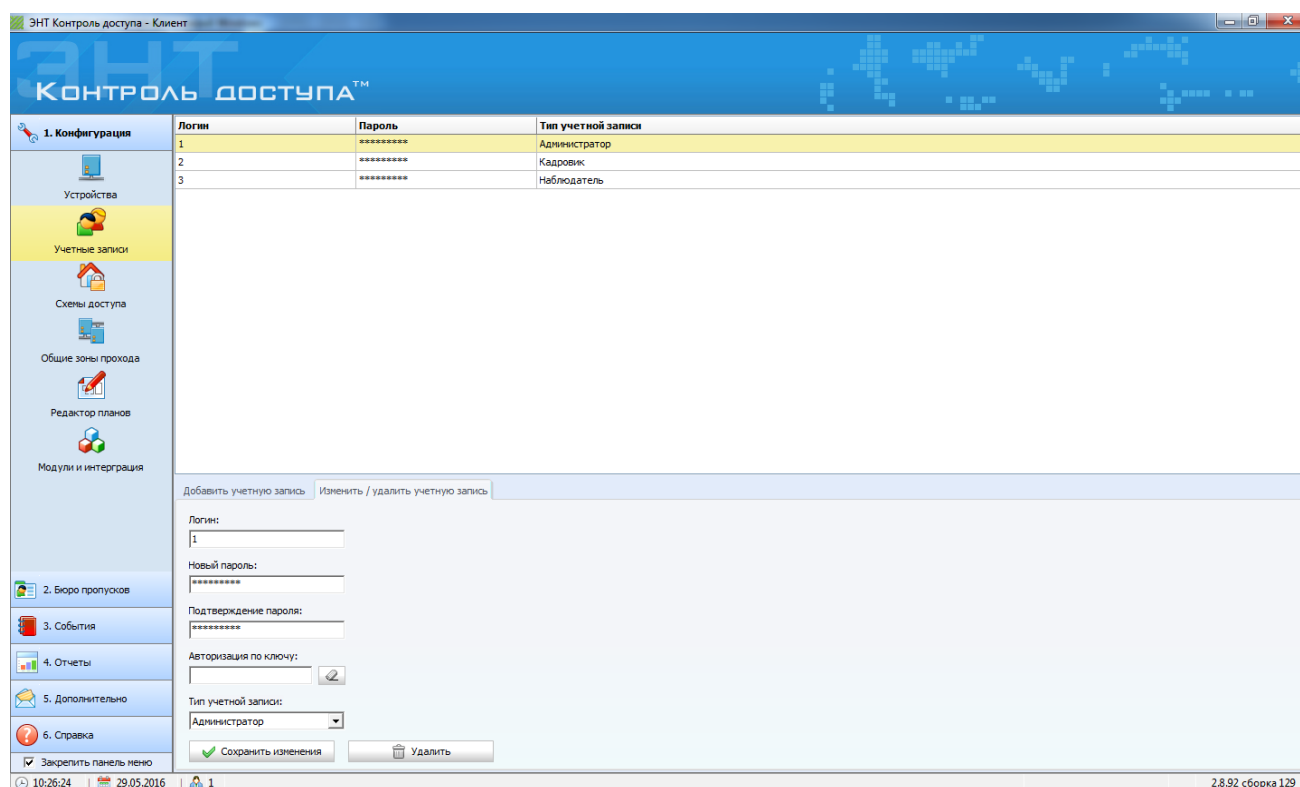 ЭНТ Контроль доступа - Клиент
ЭНТ
Контроль доступа™
1. Конфигурация
Устройства
Учетные записи
Схемы доступа
Общие зоны прохода
Редактор планов
Модули и интерграция
2. Бюро пропусков
3. События
4. Отчеты
5. Дополнительно
6. Справка
Закрепить панель меню
Логин Пароль Тип учетной записи
1 ********* Администратор
2 ********* Кадровик
3 ********* Наблюдатель
Добавить учетную запись Изменить / удалить учетную запись
Логин:
1
Новый пароль:
*********
Подтверждение пароля:
*********
Авторизация по ключу:
Тип учетной записи:
Администратор
Сохранить изменения Удалить
10:26:24 | 29.05.2016 | 1 2.8.92 сборка 129